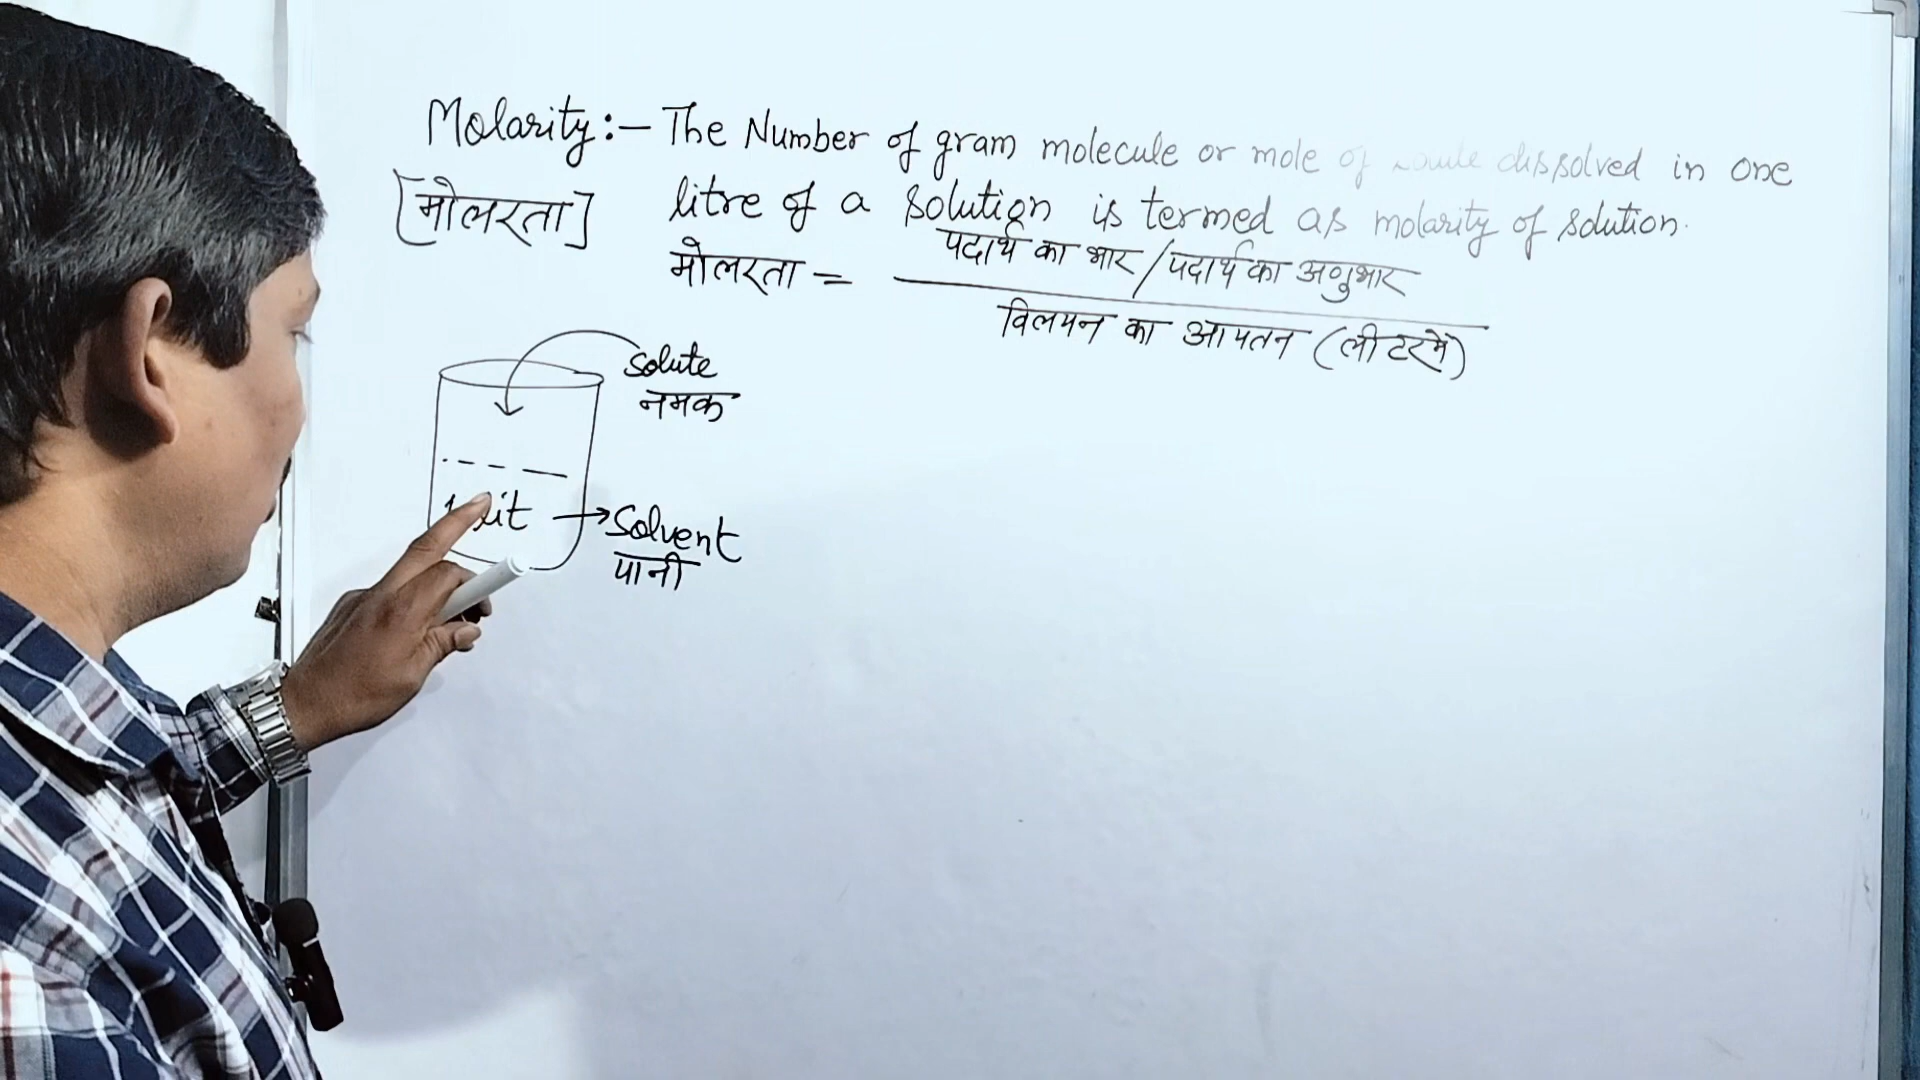 Molarity:— The Number of gram molecule or mole of solute dissolved in one
[मोलरता] litre of a solution is termed as molarity of solution.
मोलरता = पदार्थ का भार/पदार्थ का अणुभार
विलयन का आयतन (लीटर में)
Solute
नमक
1 lit → Solvent
पानी